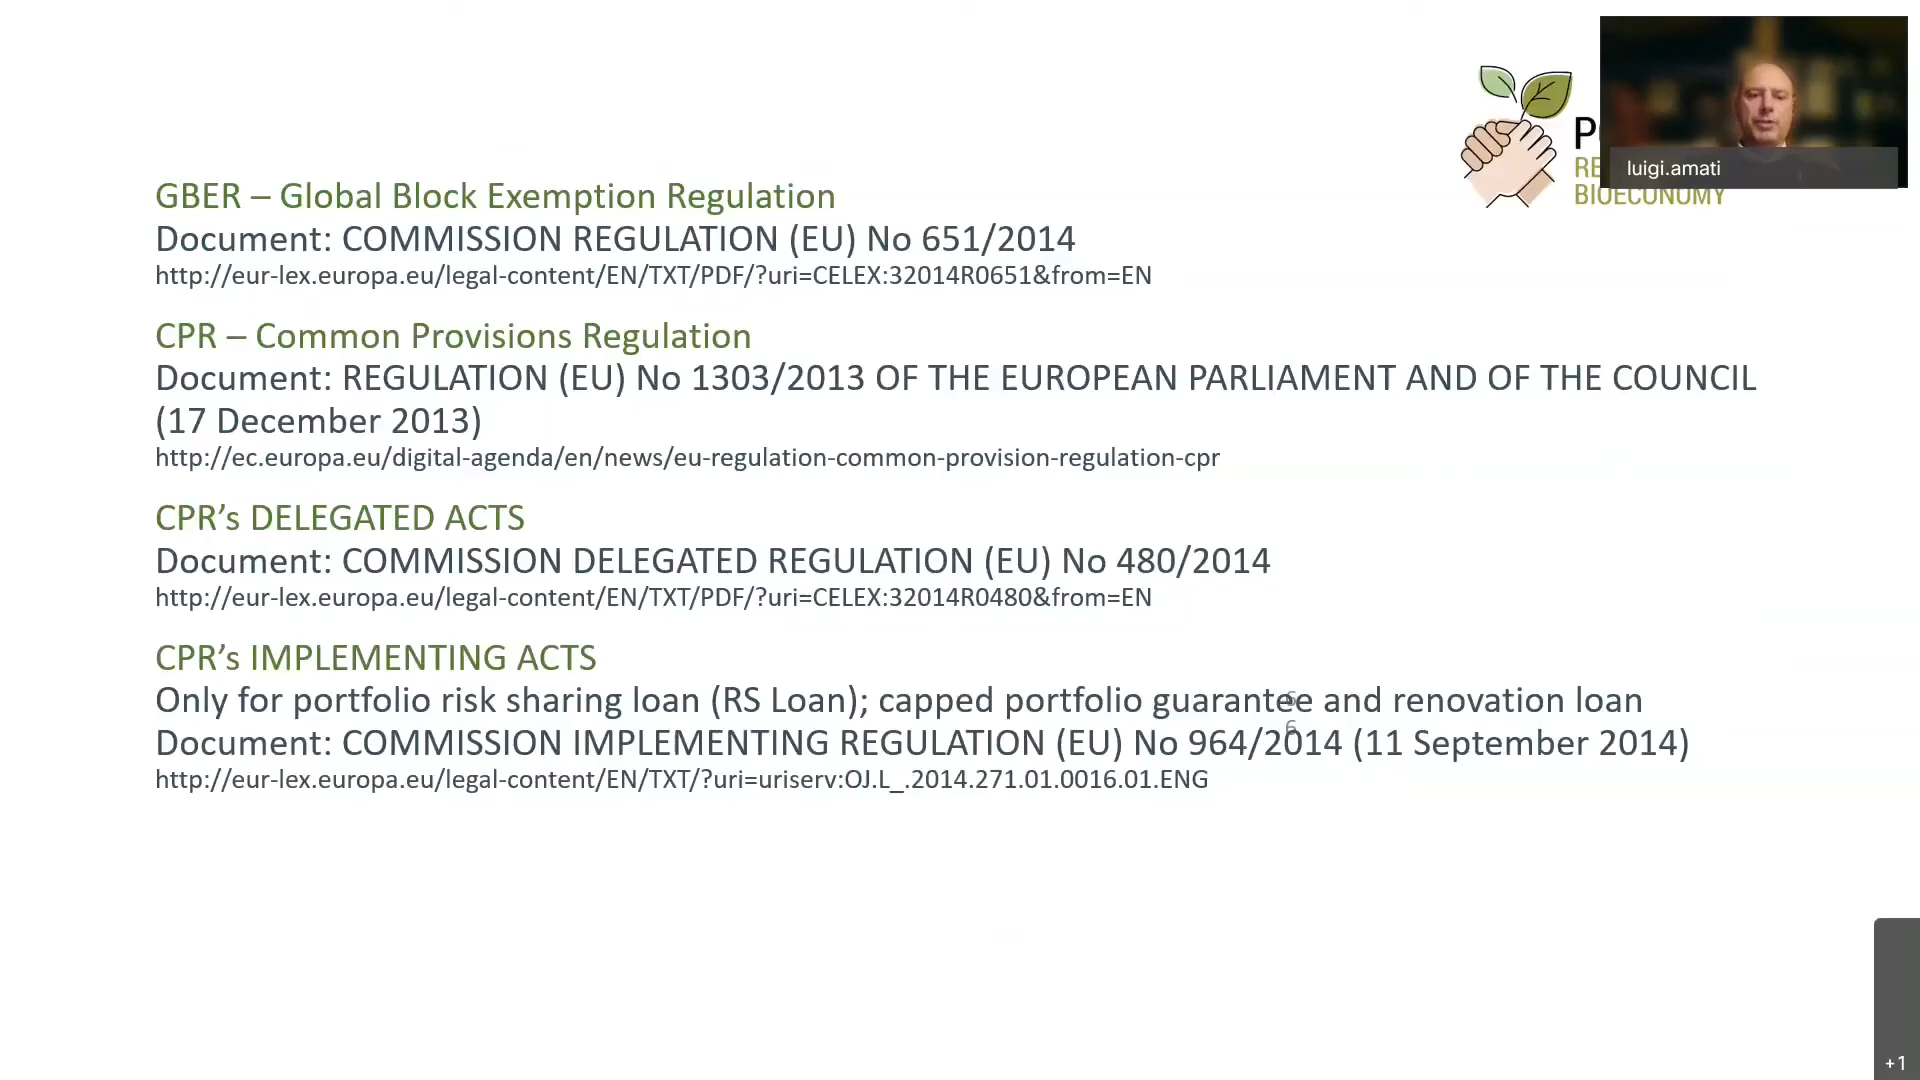 luigi.amati
P
RE
BIOECONOMY
GBER – Global Block Exemption Regulation
Document: COMMISSION REGULATION (EU) No 651/2014
http://eur-lex.europa.eu/legal-content/EN/TXT/PDF/?uri=CELEX:32014R0651&from=EN
CPR – Common Provisions Regulation
Document: REGULATION (EU) No 1303/2013 OF THE EUROPEAN PARLIAMENT AND OF THE COUNCIL
(17 December 2013)
http://ec.europa.eu/digital-agenda/en/news/eu-regulation-common-provision-regulation-cpr
CPR’s DELEGATED ACTS
Document: COMMISSION DELEGATED REGULATION (EU) No 480/2014
http://eur-lex.europa.eu/legal-content/EN/TXT/PDF/?uri=CELEX:32014R0480&from=EN
CPR’s IMPLEMENTING ACTS
Only for portfolio risk sharing loan (RS Loan); capped portfolio guarantee and renovation loan
Document: COMMISSION IMPLEMENTING REGULATION (EU) No 964/2014 (11 September 2014)
http://eur-lex.europa.eu/legal-content/EN/TXT/?uri=uriserv:OJ.L_.2014.271.01.0016.01.ENG
6
6
+1